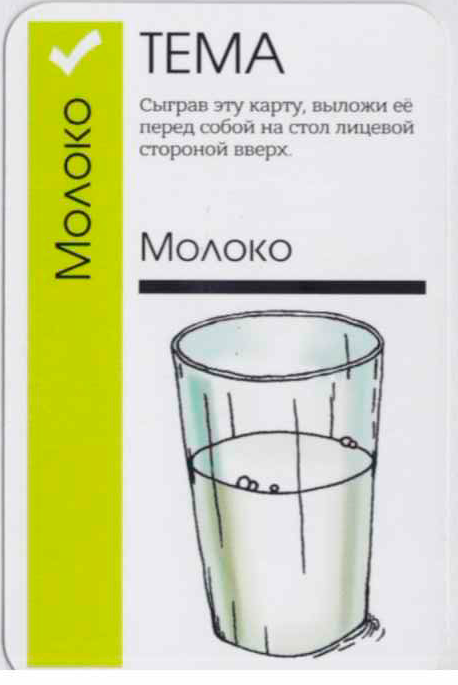 Молоко
ТЕМА
Сыграв эту карту, выложи её
перед собой на стол лицевой
стороной вверх.
Молоко